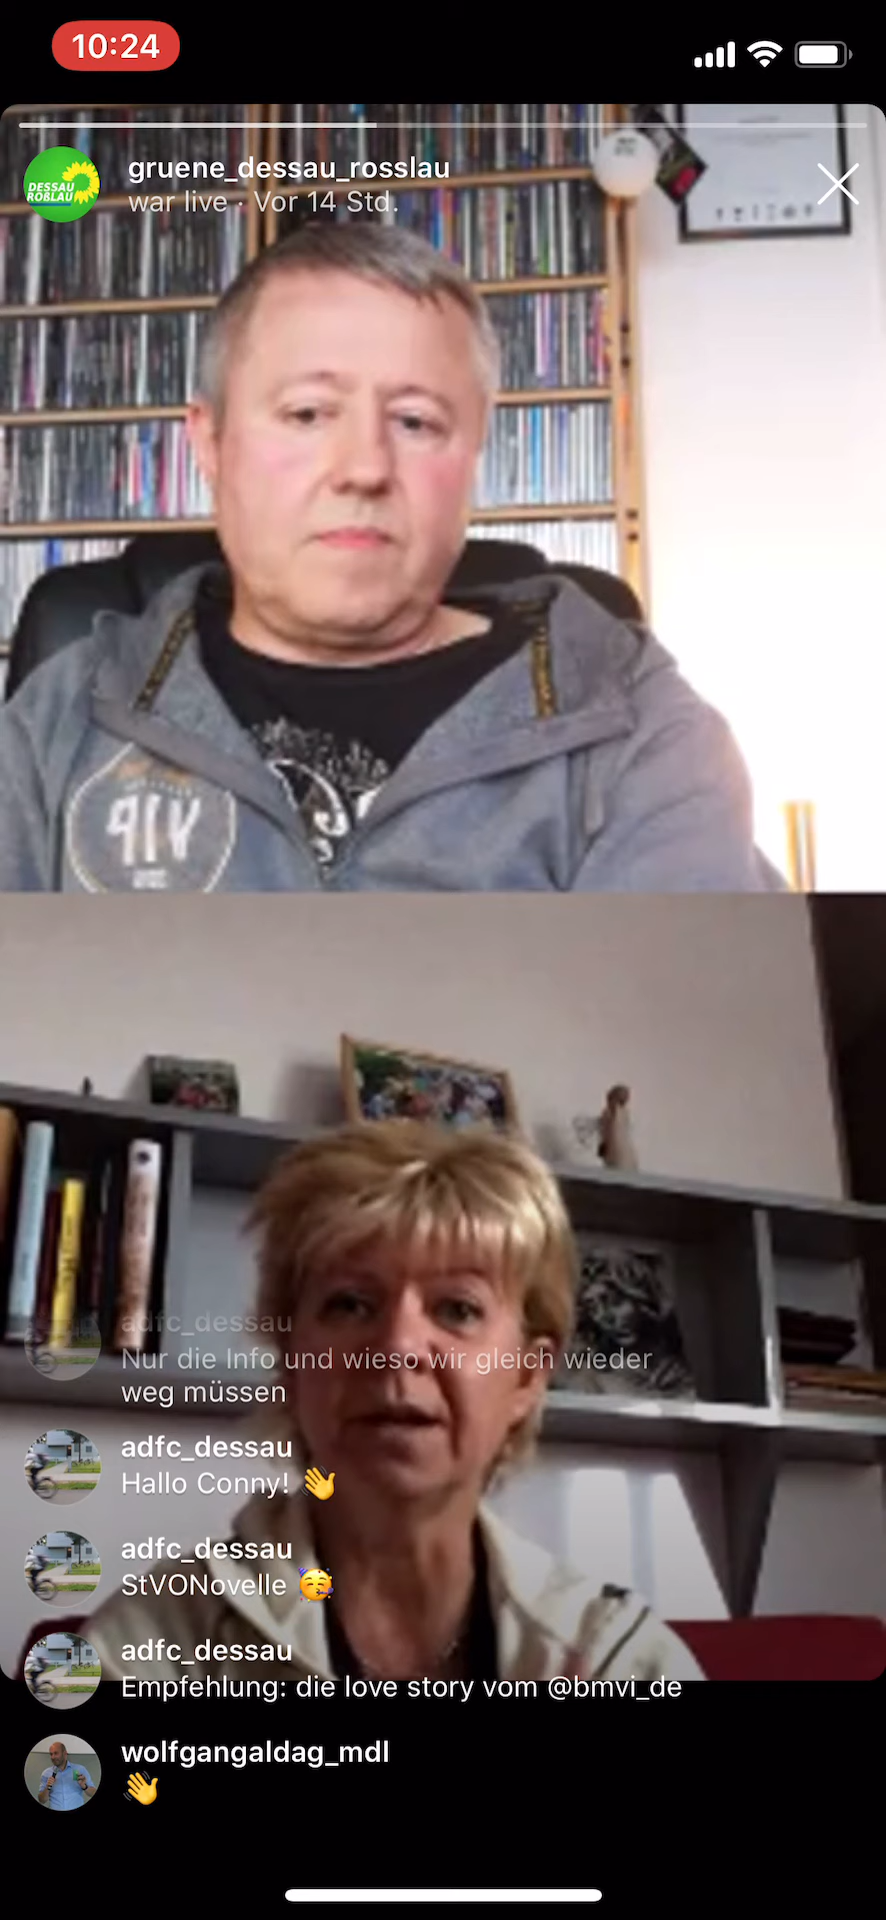 10:24
gruene_dessau_rosslau
war live · Vor 14 Std.
DESSAU
ROßLAU
VIP
adfc_dessau
Nur die Info und wieso wir gleich wieder
weg müssen
adfc_dessau
Hallo Conny! 👋
adfc_dessau
StVONovelle 🥳
adfc_dessau
Empfehlung: die love story vom @bmvi_de
wolfgangaldag_mdl
👋